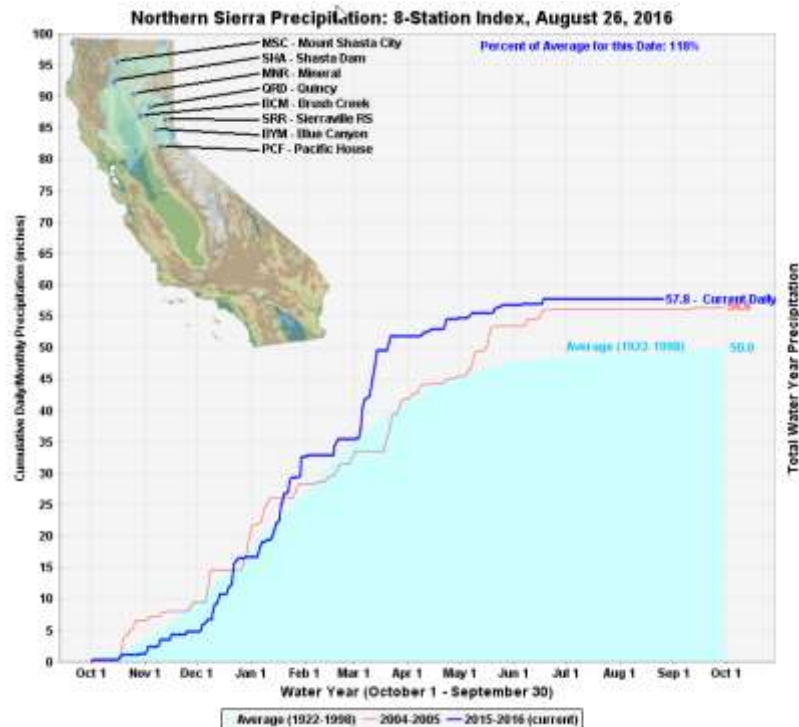 Northern Sierra Precipitation: 8-Station Index, August 26, 2016
Percent of Average for this Date: 118%
MSC - Mount Shasta City
SHA - Shasta Dam
MNR - Mineral
QRD - Quincy
BCM - Brush Creek
SRR - Sierraville RS
BYM - Blue Canyon
PCF - Pacific House
Cumulative Daily/Monthly Precipitation (inches)
100
95
90
85
80
75
70
65
60
55
50
45
40
35
30
25
20
15
10
5
0
57.8 - Current Daily
Average (1922-1998)
50.0
Total Water Year Precipitation
Oct 1 Nov 1 Dec 1 Jan 1 Feb 1 Mar 1 Apr 1 May 1 Jun 1 Jul 1 Aug 1 Sep 1 Oct 1
Water Year (October 1 - September 30)
Average (1922-1998) 2004-2005 2015-2016 (current)